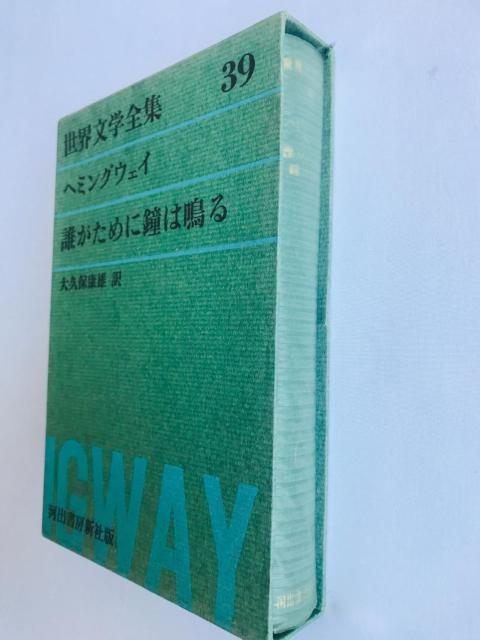 世界文学全集 39
ヘミングウェイ
誰がために鐘は鳴る
大久保康雄 訳
INGWAY
河出書房新社版